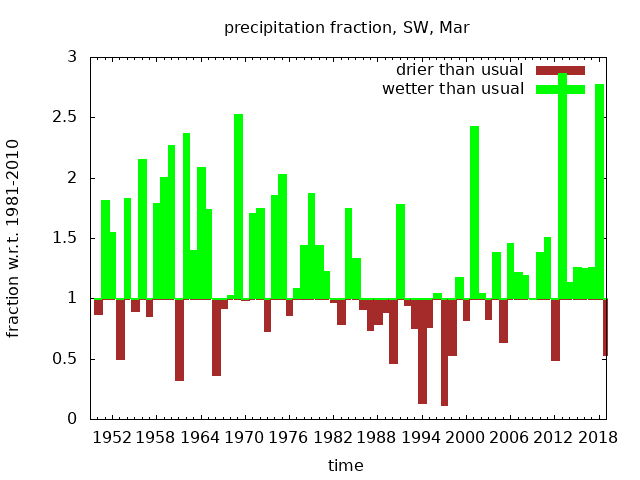 precipitation fraction, SW, Mar
drier than usual
wetter than usual
fraction w.r.t. 1981-2010
3
2.5
2
1.5
1
0.5
0
1952 1958 1964 1970 1976 1982 1988 1994 2000 2006 2012 2018
time